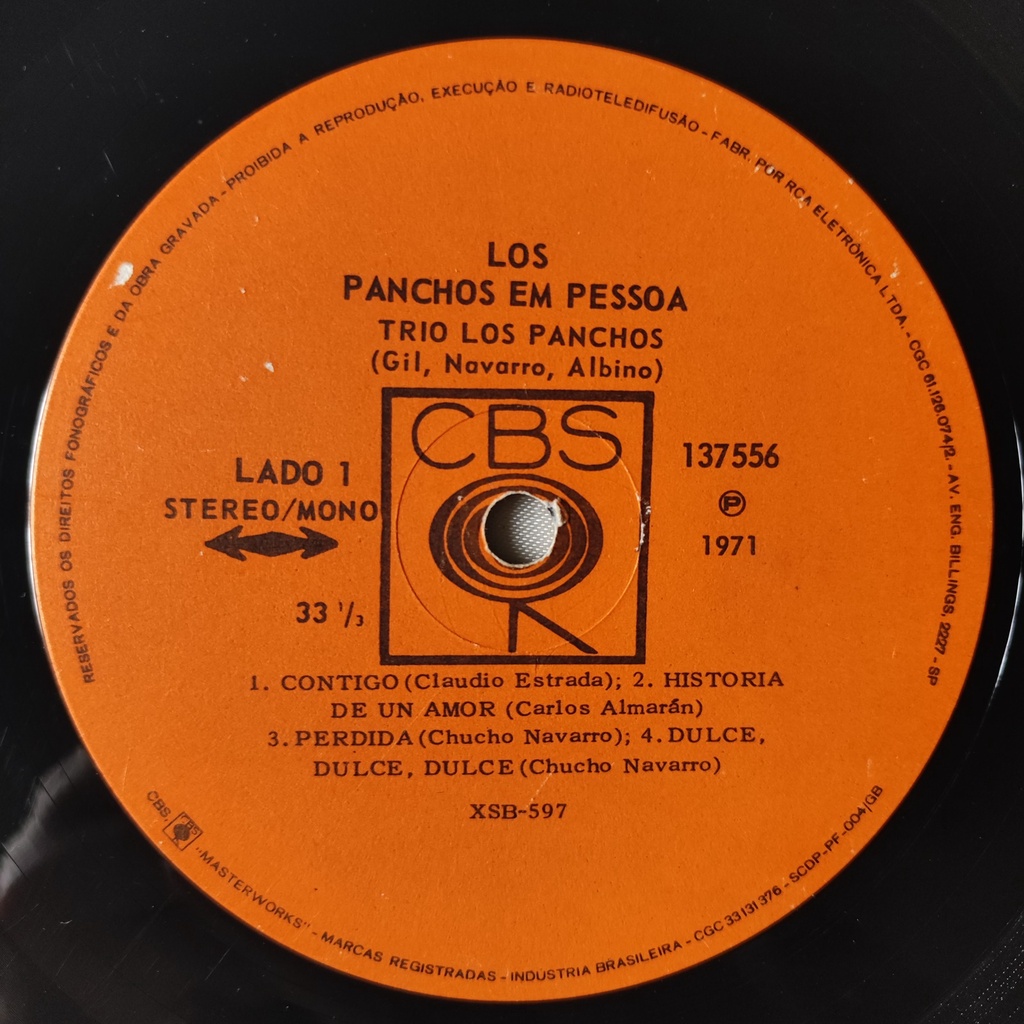 RESERVADOS OS DIREITOS FONOGRÁFICOS E DA OBRA GRAVADA - PROIBIDA A REPRODUÇÃO, EXECUÇÃO E RADIOTELEDIFUSÃO - FABR. POR RCA ELETRÔNICA LTDA. - CGC 61.126.074/2. - AV. ENG. BILLINGS, 2227 - SP
LOS
PANCHOS EM PESSOA
TRIO LOS PANCHOS
(Gil, Navarro, Albino)
CBS
LADO 1
STEREO/MONO
33 1/3
137556
P
1971
1. CONTIGO (Claudio Estrada); 2. HISTORIA
DE UN AMOR (Carlos Almarán)
3. PERDIDA (Chucho Navarro); 4. DULCE,
DULCE, DULCE (Chucho Navarro)
XSB-597
CBS, CBS "MASTERWORKS" - MARCAS REGISTRADAS - INDÚSTRIA BRASILEIRA - CGC 33131376 - SCDP-PF-004/GB